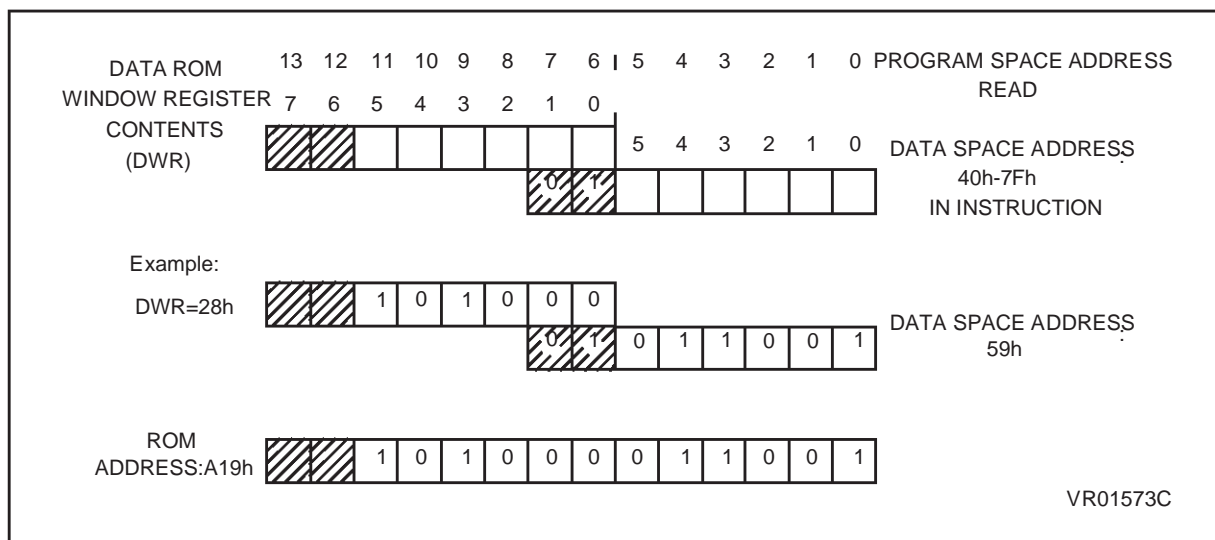 DATA ROM
WINDOW REGISTER
CONTENTS
(DWR)
13 12 11 10 9 8 7 6 5 4 3 2 1 0
PROGRAM SPACE ADDRESS
READ
7 6 5 4 3 2 1 0
5 4 3 2 1 0
DATA SPACE ADDRESS
:
40h-7Fh
IN INSTRUCTION
0 1
Example:
DWR=28h
1 0 1 0 0 0
0 1 0 1 1 0 0 1
DATA SPACE ADDRESS
:
59h
ROM
ADDRESS:A19h
1 0 1 0 0 0 0 1 1 0 0 1
VR01573C